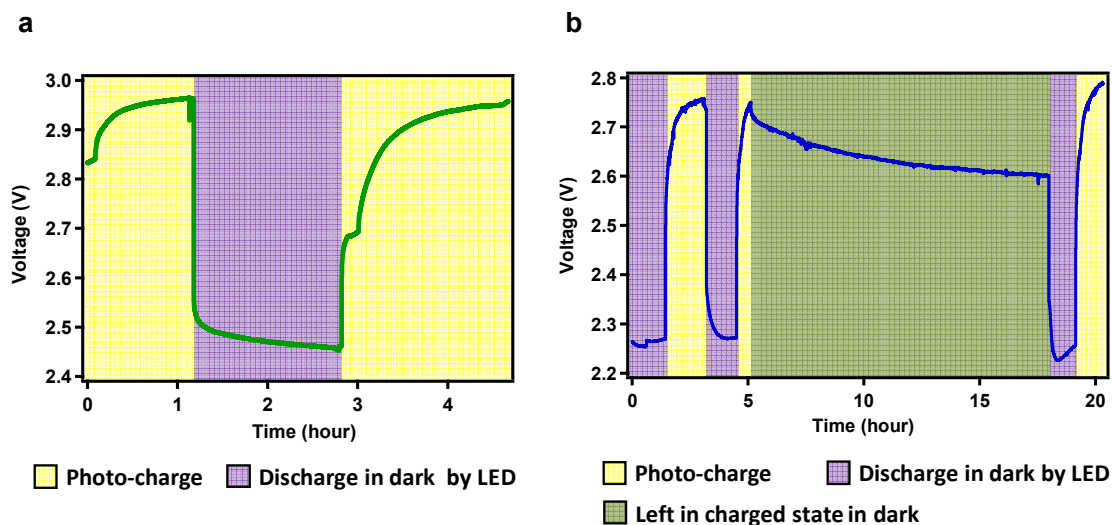 a
3.0
2.9
2.8
2.7
2.6
2.5
2.4
Voltage (V)
0 1 2 3 4
Time (hour)
Photo-charge Discharge in dark by LED
b
2.8
2.7
2.6
2.5
2.4
2.3
2.2
Voltage (V)
0 5 10 15 20
Time (hour)
Photo-charge Discharge in dark by LED
Left in charged state in dark